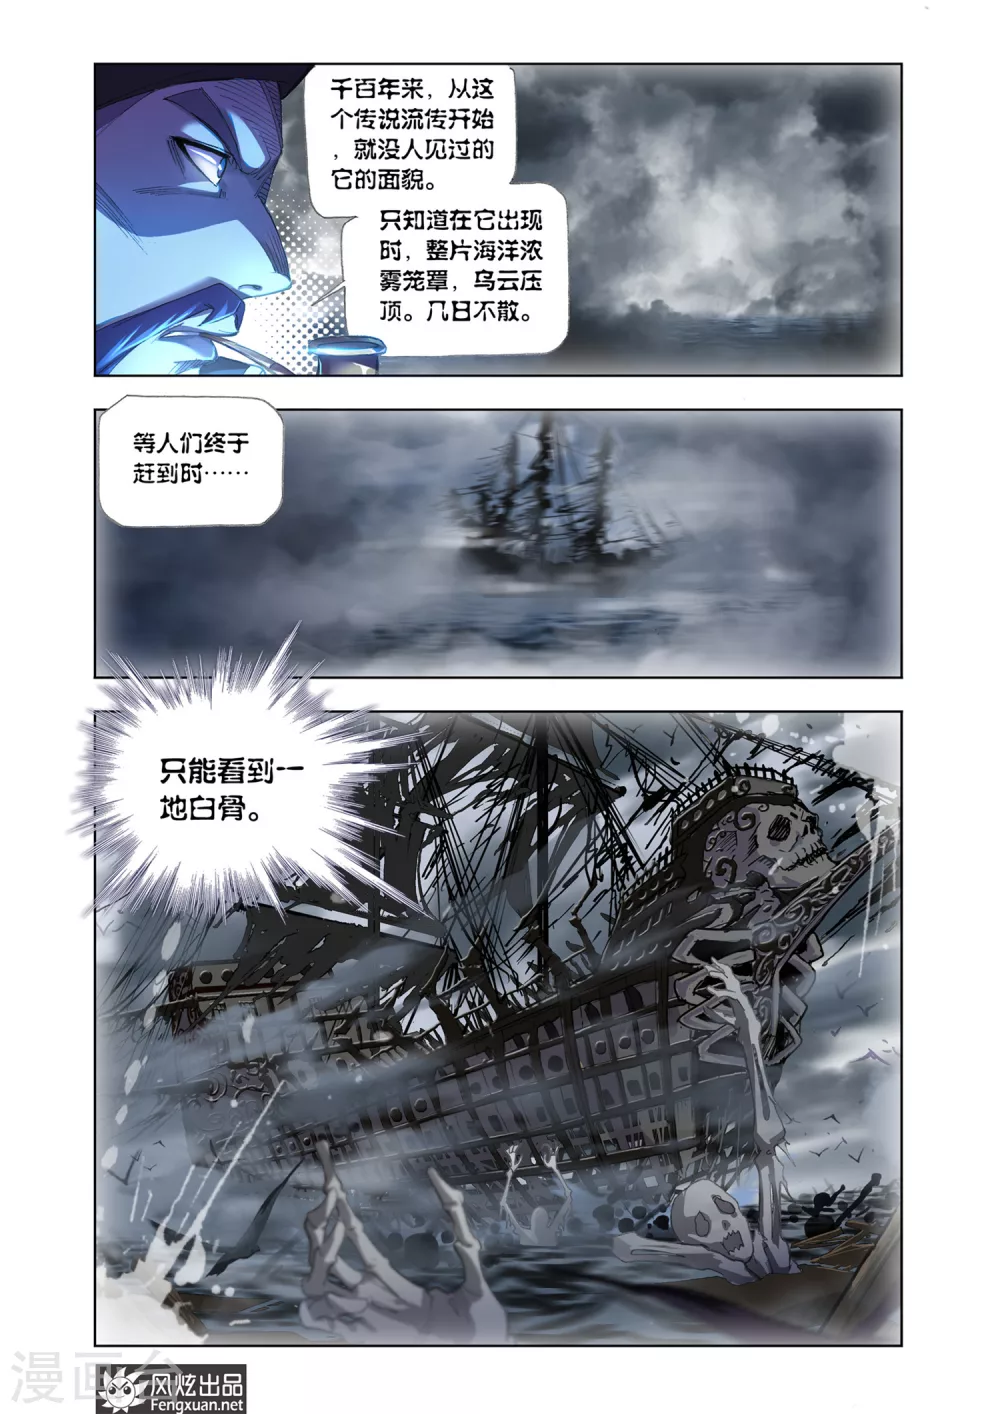 千百年来，从这
个传说流传开始
，就没人见过的
它的面貌。
只知道在它出现
时，整片海洋浓
雾笼罩，乌云压
顶。几日不散。
等人们终于
赶到时……
只能看到一
地白骨。
漫画台
风炫出品
Fengxuan.net